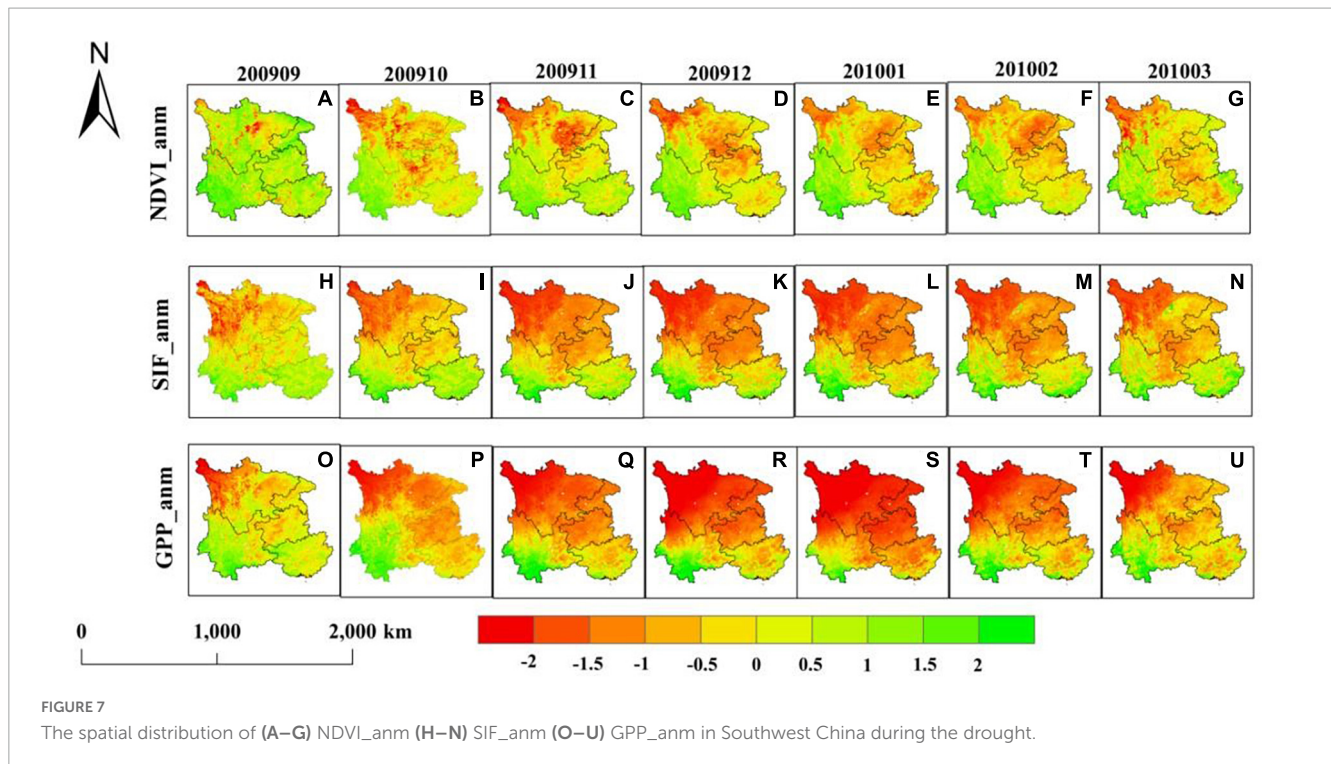 N
200909 200910 200911 200912 201001 201002 201003
NDVI_anm
A B C D E F G
SIF_anm
H I J K L M N
GPP_anm
O P Q R S T U
0 1,000 2,000 km
-2 -1.5 -1 -0.5 0 0.5 1 1.5 2
FIGURE 7
The spatial distribution of (A–G) NDVI_anm (H–N) SIF_anm (O–U) GPP_anm in Southwest China during the drought.